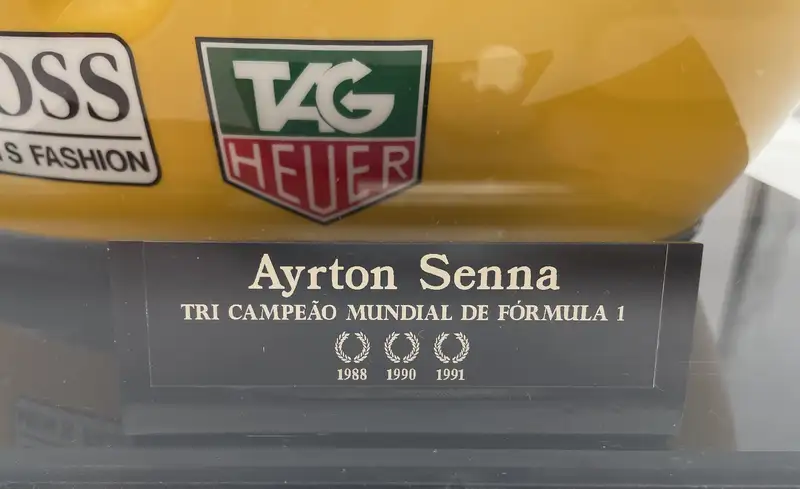 OSS
S FASHION
TAG
HEUER
Ayrton Senna
TRI CAMPEÃO MUNDIAL DE FÓRMULA 1
1988 1990 1991